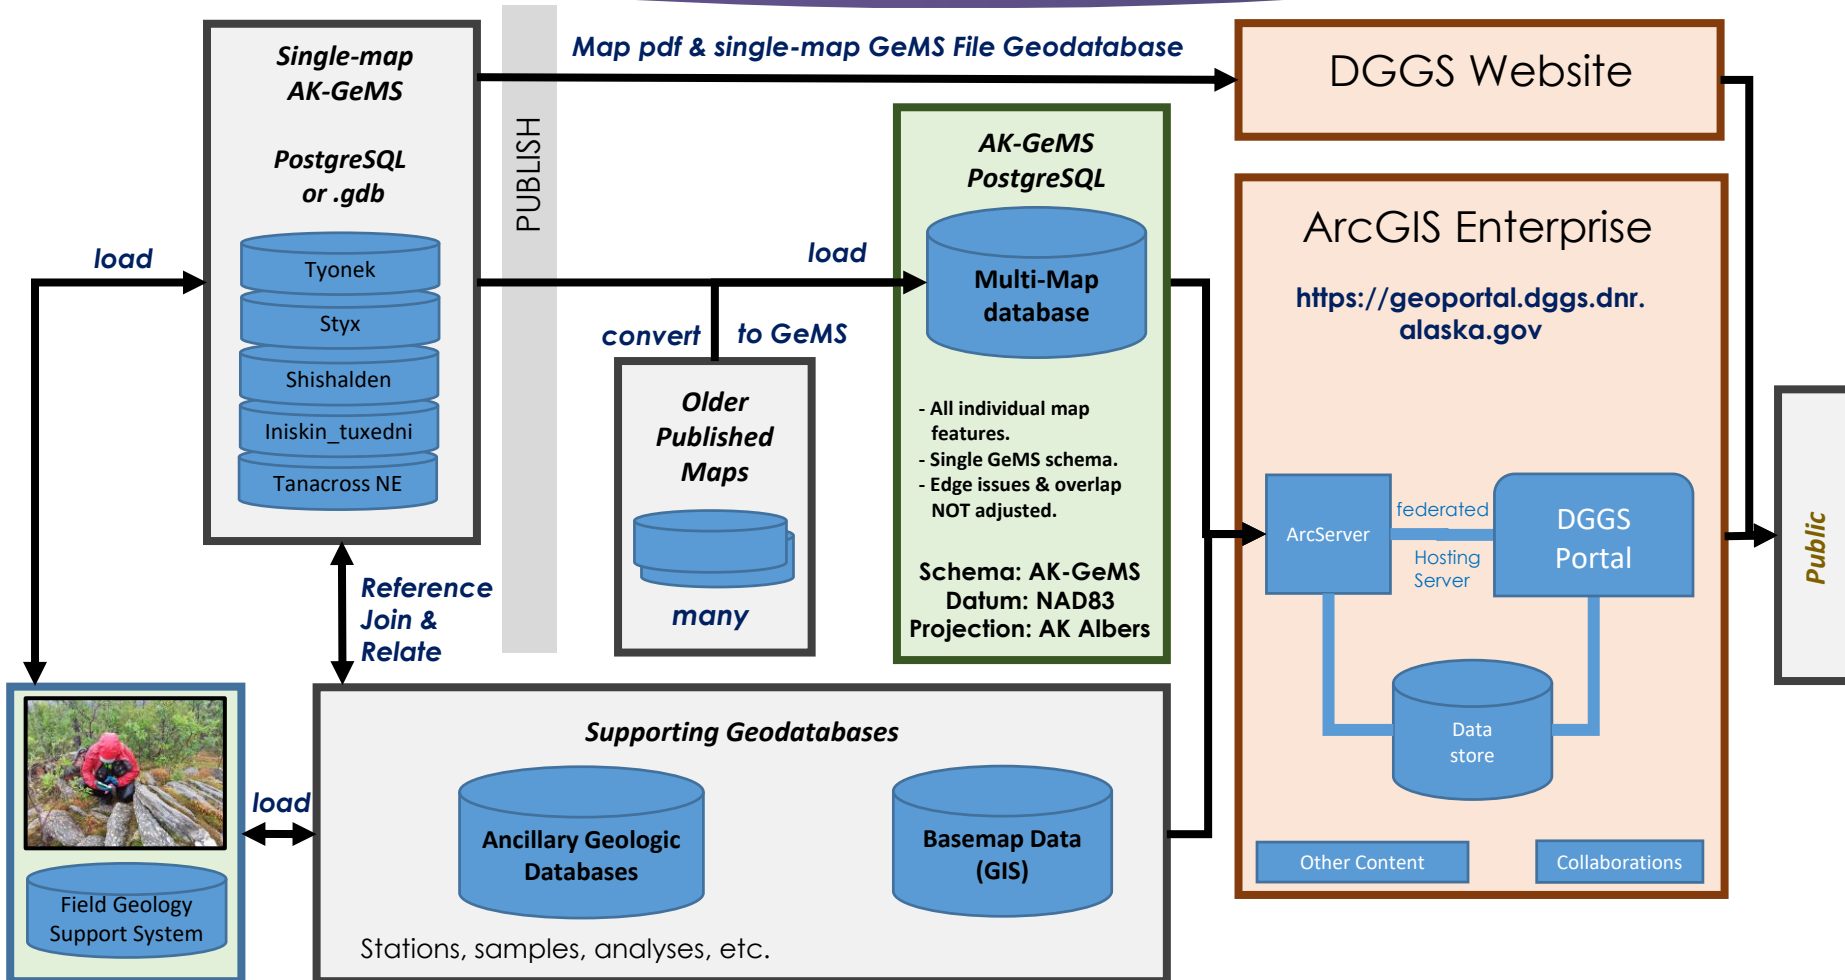 Single-map
AK-GeMS
PostgreSQL
or .gdb
Tyonek
Styx
Shishalden
Iniskin_tuxedni
Tanacross NE
load
PUBLISH
Map pdf & single-map GeMS File Geodatabase
DGGS Website
load
convert to GeMS
Older
Published
Maps
many
AK-GeMS
PostgreSQL
Multi-Map
database
- All individual map
features.
- Single GeMS schema.
- Edge issues & overlap
NOT adjusted.
Schema: AK-GeMS
Datum: NAD83
Projection: AK Albers
ArcGIS Enterprise
https://geoportal.dggs.dnr.
alaska.gov
ArcServer
federated
Hosting
Server
DGGS
Portal
Data
store
Other Content
Collaborations
Public
Reference
Join &
Relate
load
Field Geology
Support System
Supporting Geodatabases
Ancillary Geologic
Databases
Basemap Data
(GIS)
Stations, samples, analyses, etc.